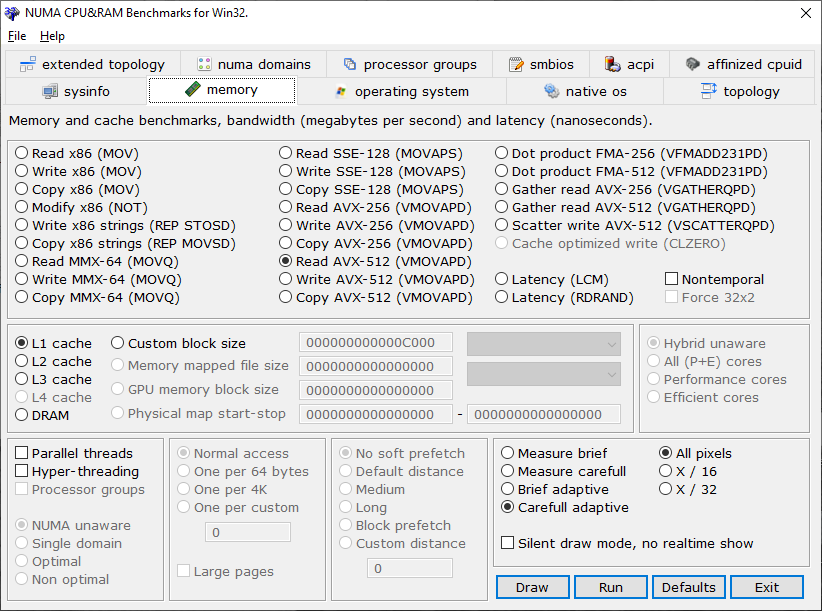 NUMA CPU&RAM Benchmarks for Win32.
File Help
extended topology numa domains processor groups smbios acpi affinized cpuid
sysinfo memory operating system native os topology
Memory and cache benchmarks, bandwidth (megabytes per second) and latency (nanoseconds).
Read x86 (MOV)
Write x86 (MOV)
Copy x86 (MOV)
Modify x86 (NOT)
Write x86 strings (REP STOSD)
Copy x86 strings (REP MOVSD)
Read MMX-64 (MOVQ)
Write MMX-64 (MOVQ)
Copy MMX-64 (MOVQ)
Read SSE-128 (MOVAPS)
Write SSE-128 (MOVAPS)
Copy SSE-128 (MOVAPS)
Read AVX-256 (VMOVAPD)
Write AVX-256 (VMOVAPD)
Copy AVX-256 (VMOVAPD)
Read AVX-512 (VMOVAPD)
Write AVX-512 (VMOVAPD)
Copy AVX-512 (VMOVAPD)
Dot product FMA-256 (VFMADD231PD)
Dot product FMA-512 (VFMADD231PD)
Gather read AVX-256 (VGATHERQPD)
Gather read AVX-512 (VGATHERQPD)
Scatter write AVX-512 (VSCATTERQPD)
Cache optimized write (CLZERO)
Latency (LCM)
Latency (RDRAND)
Nontemporal
Force 32x2
L1 cache
L2 cache
L3 cache
L4 cache
DRAM
Custom block size 000000000000C000
Memory mapped file size 0000000000000000
GPU memory block size 0000000000000000
Physical map start-stop 0000000000000000 - 0000000000000000
Hybrid unaware
All (P+E) cores
Performance cores
Efficient cores
Parallel threads
Hyper-threading
Processor groups
NUMA unaware
Single domain
Optimal
Non optimal
Normal access
One per 64 bytes
One per 4K
One per custom
0
Large pages
No soft prefetch
Default distance
Medium
Long
Block prefetch
Custom distance
0
Measure brief
Measure carefull
Brief adaptive
Carefull adaptive
All pixels
X / 16
X / 32
Silent draw mode, no realtime show
Draw Run Defaults Exit